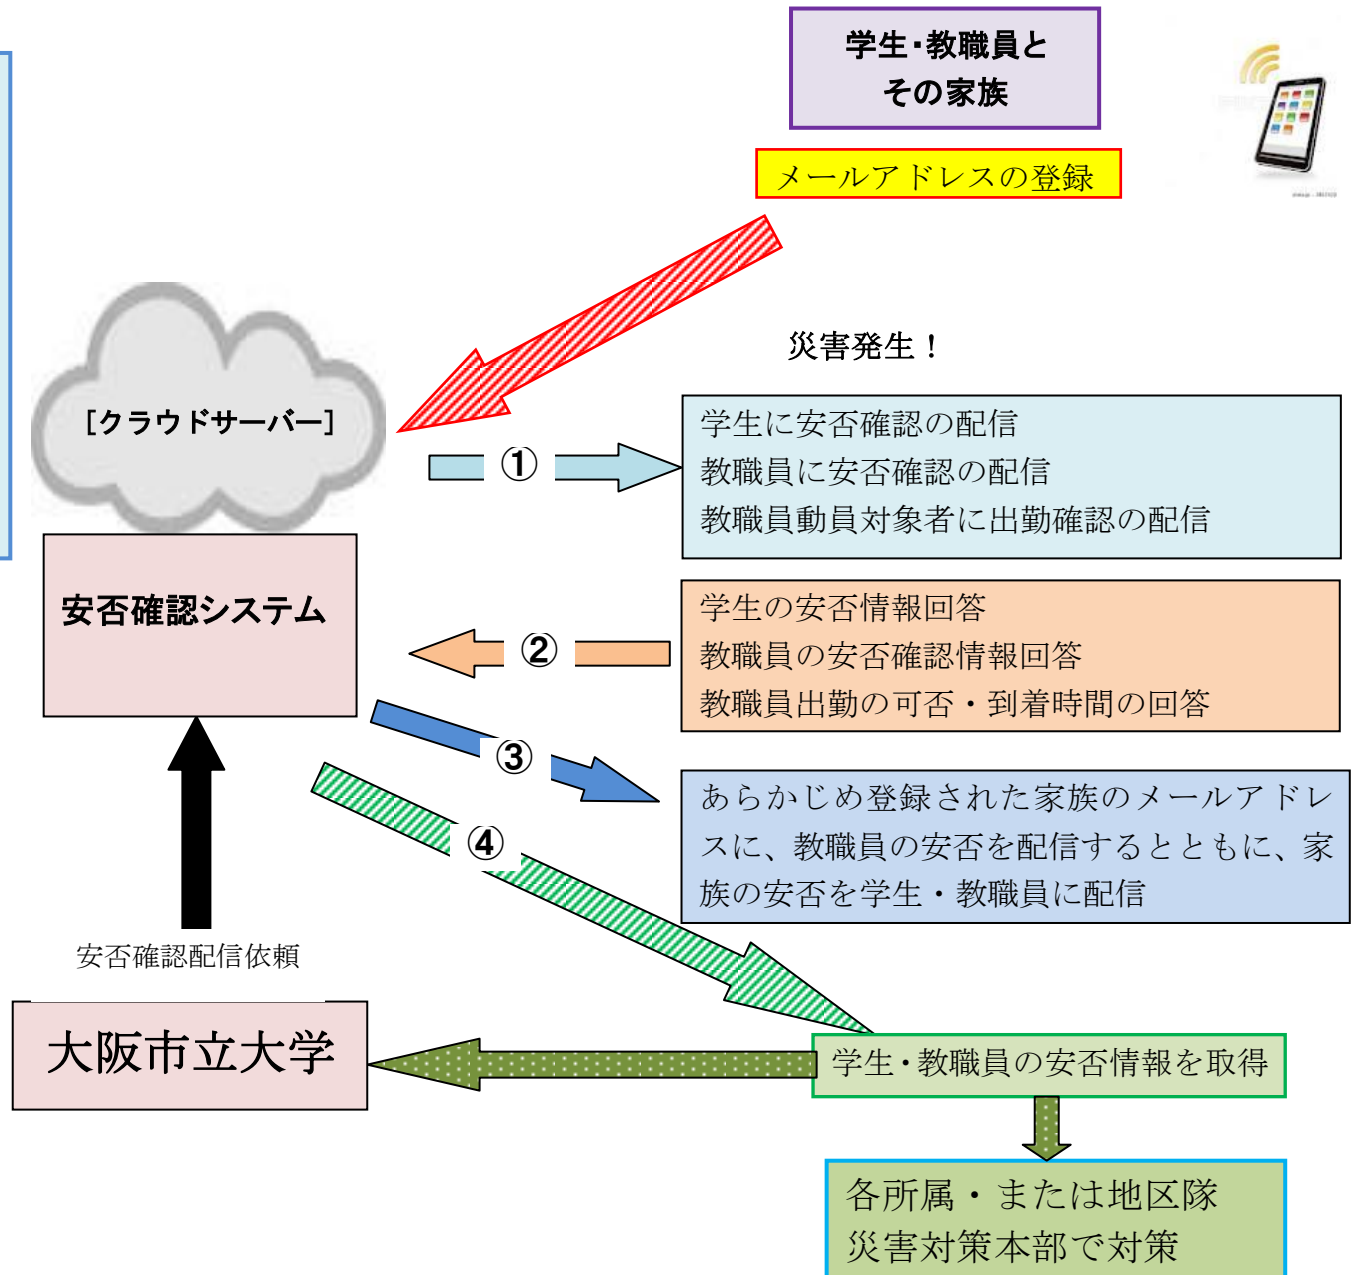 学生・教職員と
その家族
メールアドレスの登録
災害発生！
[クラウドサーバー]
①
学生に安否確認の配信
教職員に安否確認の配信
教職員動員対象者に出勤確認の配信
安否確認システム
②
学生の安否情報回答
教職員の安否確認情報回答
教職員出勤の可否・到着時間の回答
③
あらかじめ登録された家族のメールアドレ
スに、教職員の安否を配信するとともに、家
族の安否を学生・教職員に配信
④
安否確認配信依頼
大阪市立大学
学生・教職員の安否情報を取得
各所属・または地区隊
災害対策本部で対策